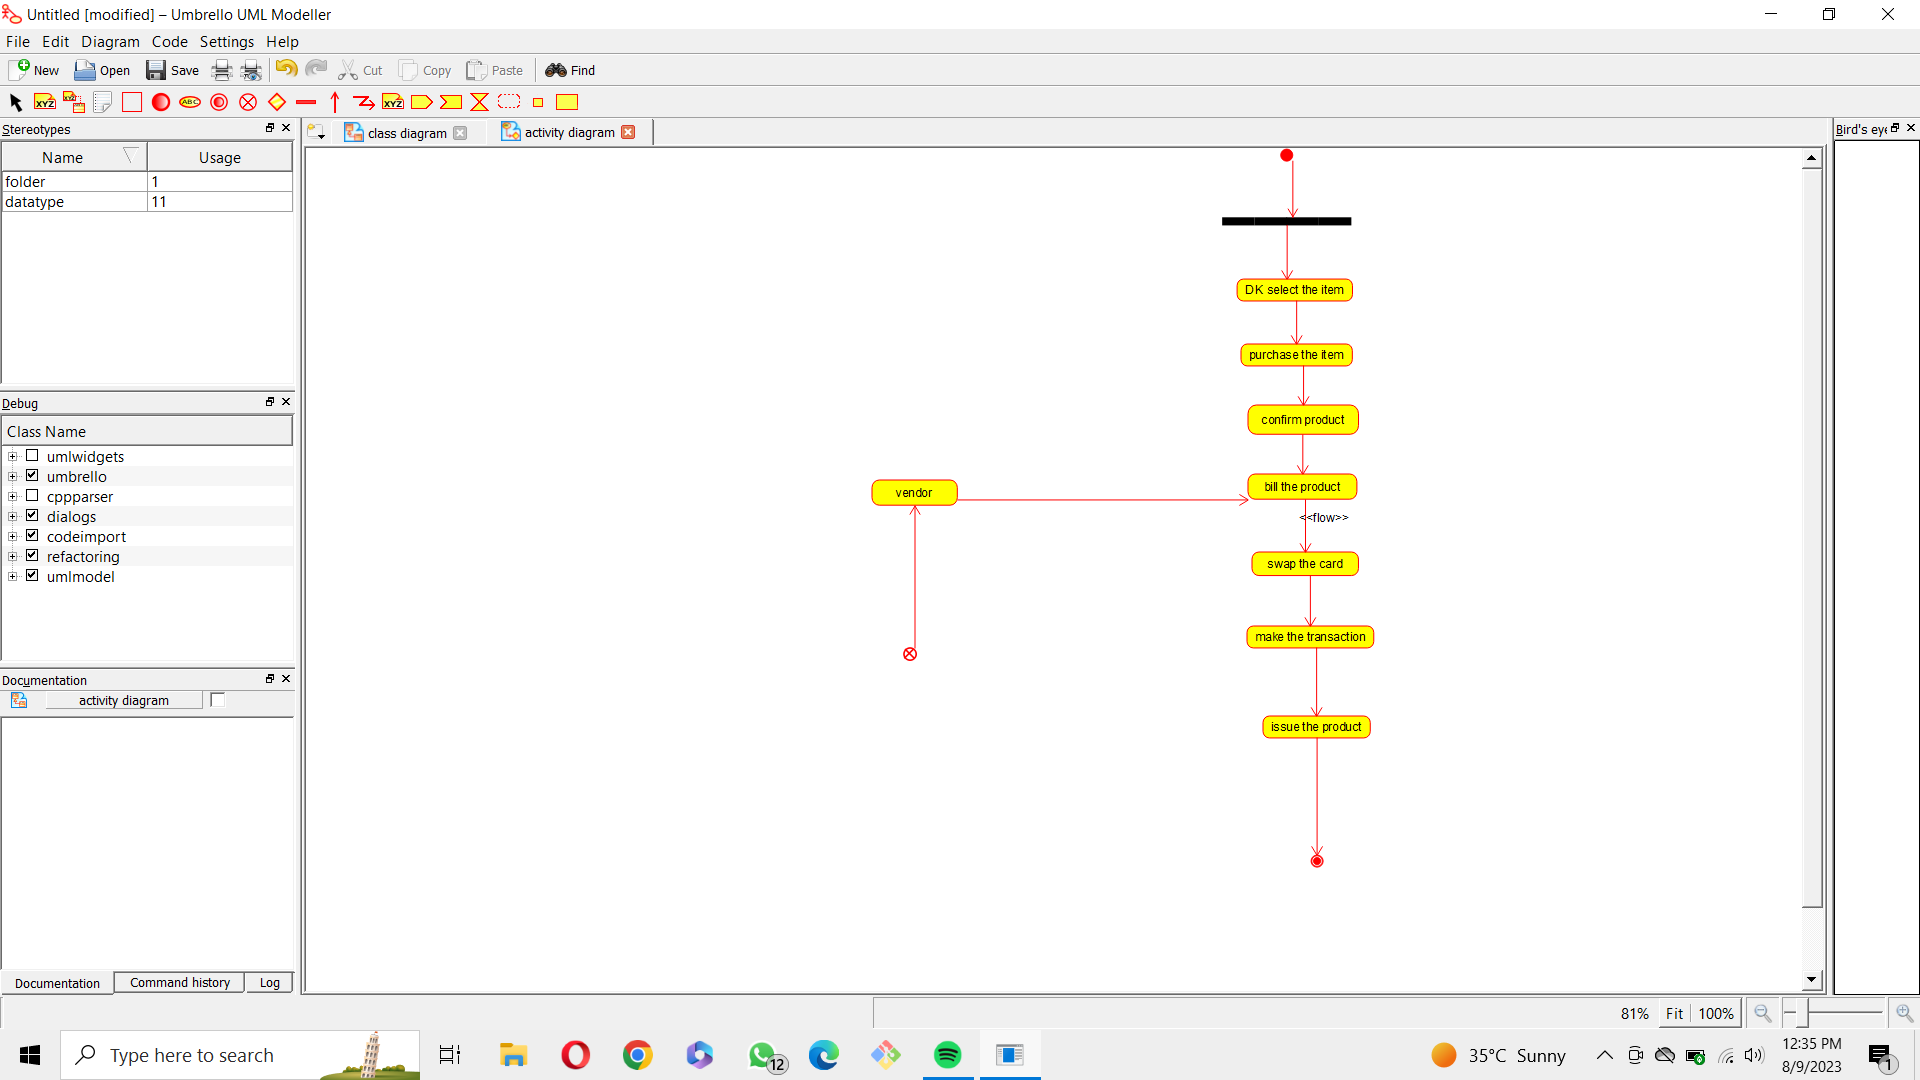 Untitled [modified] – Umbrello UML Modeller
File Edit Diagram Code Settings Help
New Open Save Cut Copy Paste Find
XYZ XYZ ABC XYZ
Stereotypes
Name Usage
folder 1
datatype 11
Debug
Class Name
umlwidgets
umbrello
cppparser
dialogs
codeimport
refactoring
umlmodel
Documentation
activity diagram
Documentation Command history Log
class diagram activity diagram
DK select the item
purchase the item
confirm product
vendor
bill the product
<<flow>>
swap the card
make the transaction
issue the product
Bird's eye
81% Fit 100%
Type here to search
12
35°C Sunny
12:35 PM
8/9/2023
1